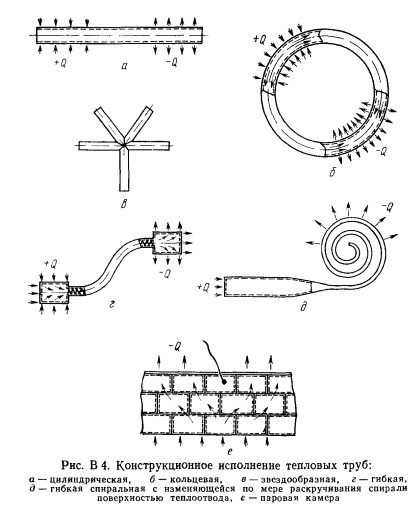 +Q -Q
а
+Q
-Q
б
в
+Q
-Q
г
-Q
+Q
д
-Q
е
Рис. В 4. Конструкционное исполнение тепловых труб:
а — цилиндрическая, б — кольцевая, в — звездообразная, г — гибкая,
д — гибкая спиральная с изменяющейся по мере раскручивания спирали
поверхностью теплоотвода, е — паровая камера